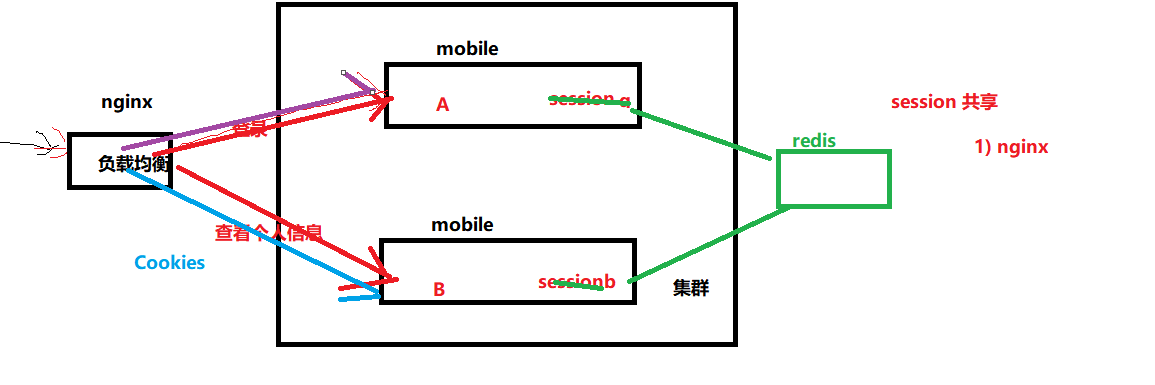 mobile
nginx
A
session a
登录
负载均衡
session 共享
1) nginx
redis
mobile
查看个人信息
Cookies
B
sessionb
集群